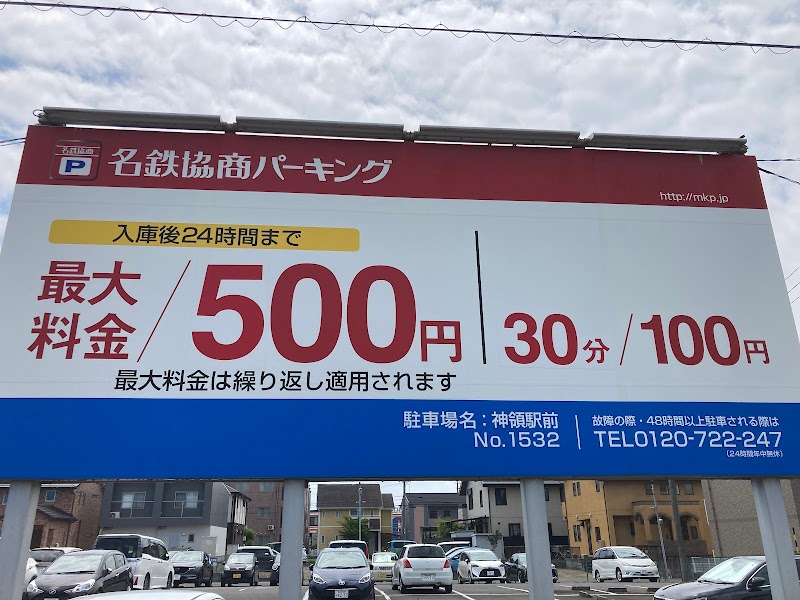 名鉄協商
P
名鉄協商パーキング
http://mkp.jp
入庫後24時間まで
最大料金/500円
30分/100円
最大料金は繰り返し適用されます
駐車場名:神領駅前
No.1532
故障の際・48時間以上駐車される際は
TEL0120-722-247
(24時間年中無休)